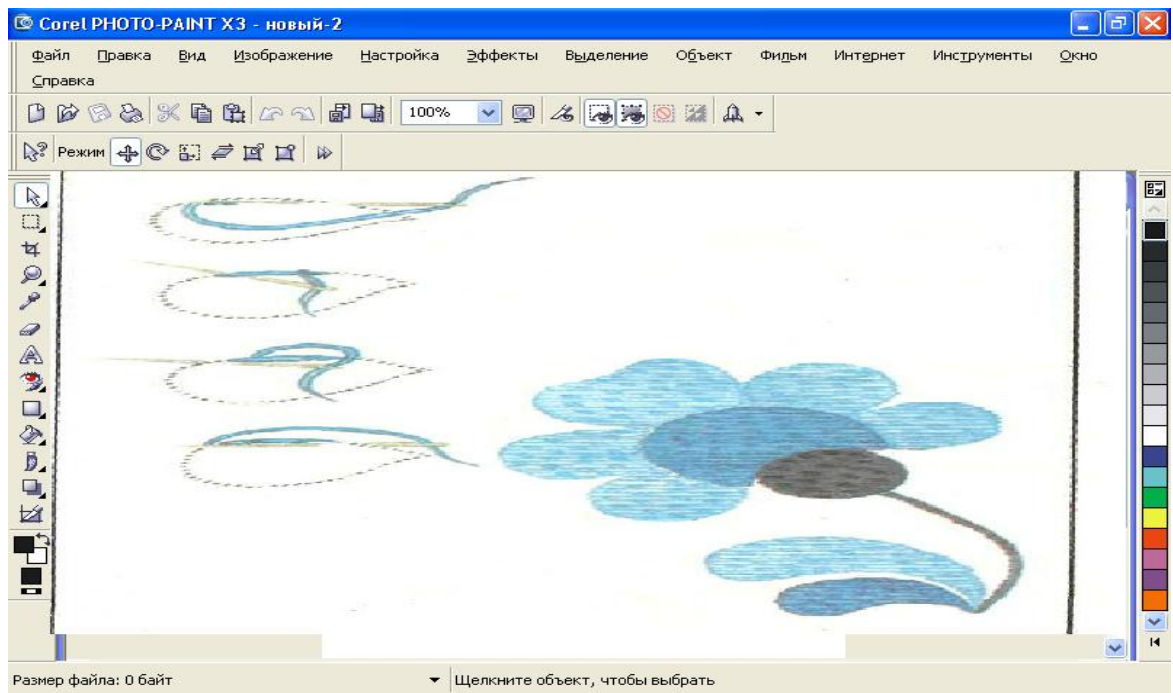 Corel PHOTO-PAINT X3 - новый-2
Файл Правка Вид Изображение Настройка Эффекты Выделение Объект Фильм Интернет Инструменты Окно
Справка
100%
Режим
Размер файла: 0 байт Щелкните объект, чтобы выбрать